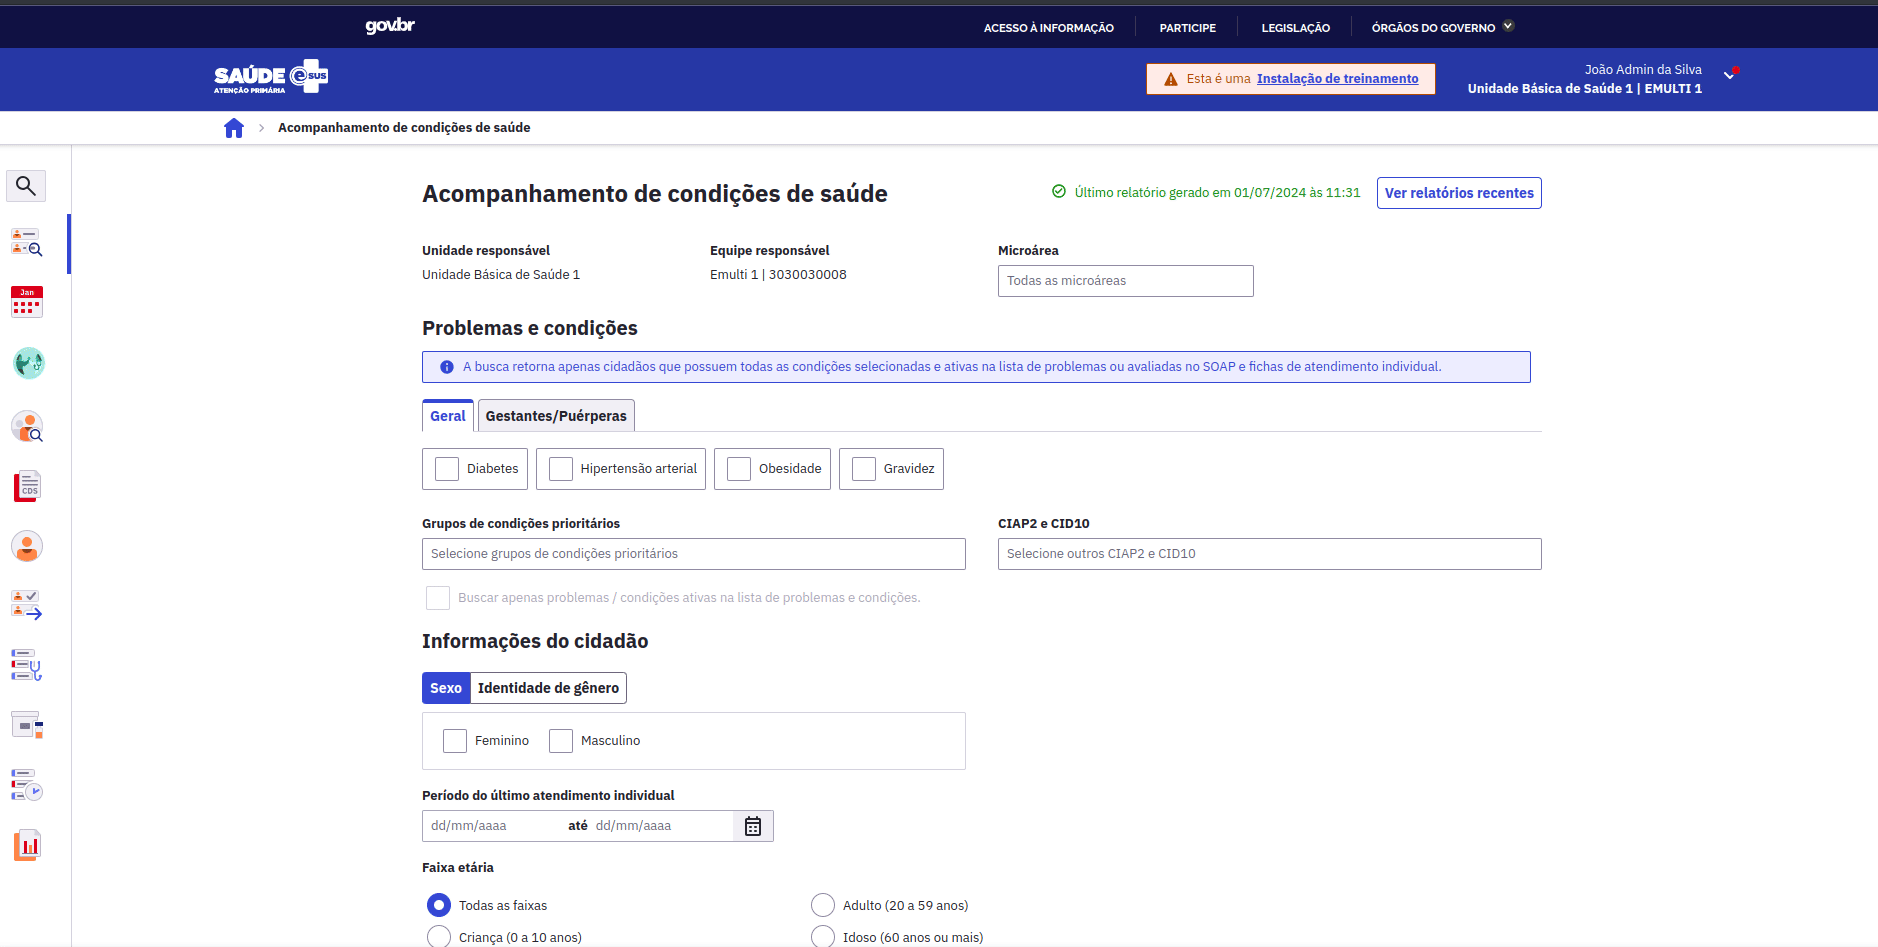 gov.br
ACESSO À INFORMAÇÃO
PARTICIPE
LEGISLAÇÃO
ÓRGÃOS DO GOVERNO
SAÚDE e SUS
ATENÇÃO PRIMÁRIA
Esta é uma Instalação de treinamento
João Admin da Silva
Unidade Básica de Saúde 1 | EMULTI 1
Acompanhamento de condições de saúde
Jan
CDS
Acompanhamento de condições de saúde
Último relatório gerado em 01/07/2024 às 11:31
Ver relatórios recentes
Unidade responsável
Unidade Básica de Saúde 1
Equipe responsável
Emulti 1 | 3030030008
Microárea
Todas as microáreas
Problemas e condições
A busca retorna apenas cidadãos que possuem todas as condições selecionadas e ativas na lista de problemas ou avaliadas no SOAP e fichas de atendimento individual.
Geral
Gestantes/Puérperas
Diabetes
Hipertensão arterial
Obesidade
Gravidez
Grupos de condições prioritários
Selecione grupos de condições prioritários
CIAP2 e CID10
Selecione outros CIAP2 e CID10
Buscar apenas problemas / condições ativas na lista de problemas e condições.
Informações do cidadão
Sexo
Identidade de gênero
Feminino
Masculino
Período do último atendimento individual
dd/mm/aaaa até dd/mm/aaaa
Faixa etária
Todas as faixas
Adulto (20 a 59 anos)
Criança (0 a 10 anos)
Idoso (60 anos ou mais)